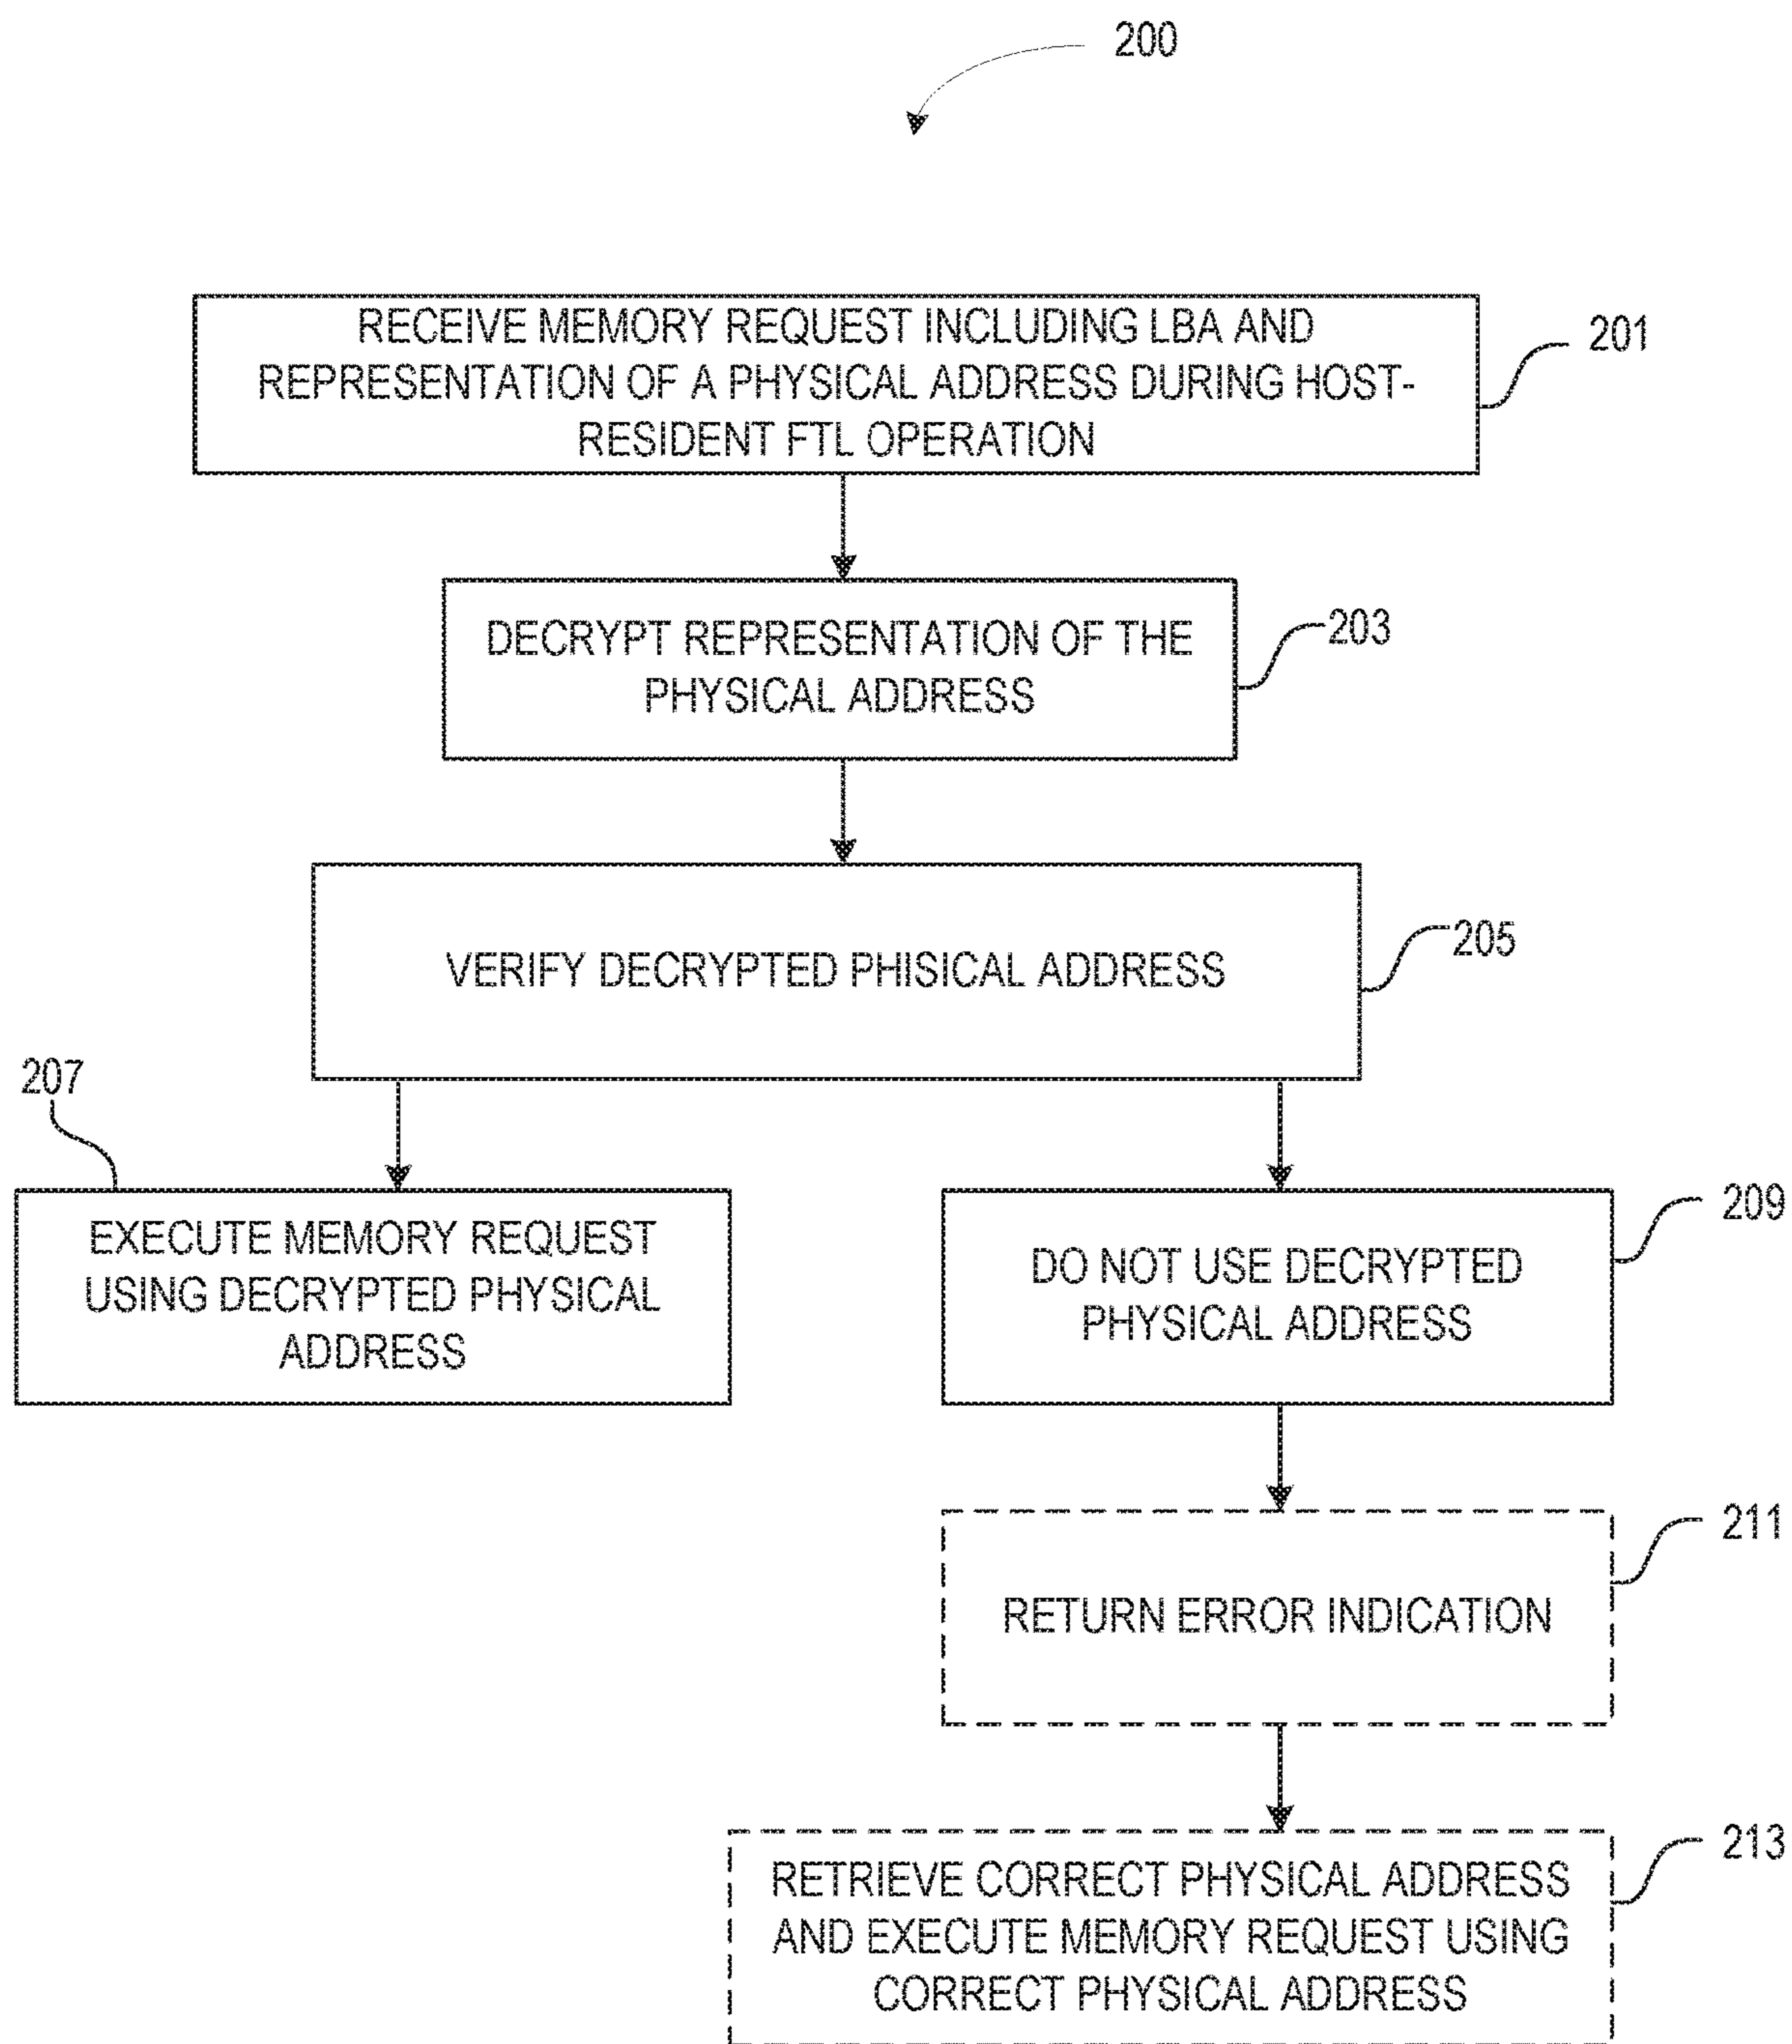 200
RECEIVE MEMORY REQUEST INCLUDING LBA AND
REPRESENTATION OF A PHYSICAL ADDRESS DURING HOST-
RESIDENT FTL OPERATION
201
DECRYPT REPRESENTATION OF THE
PHYSICAL ADDRESS
203
VERIFY DECRYPTED PHISICAL ADDRESS
205
207
EXECUTE MEMORY REQUEST
USING DECRYPTED PHYSICAL
ADDRESS
DO NOT USE DECRYPTED
PHYSICAL ADDRESS
209
RETURN ERROR INDICATION
211
RETRIEVE CORRECT PHYSICAL ADDRESS
AND EXECUTE MEMORY REQUEST USING
CORRECT PHYSICAL ADDRESS
213